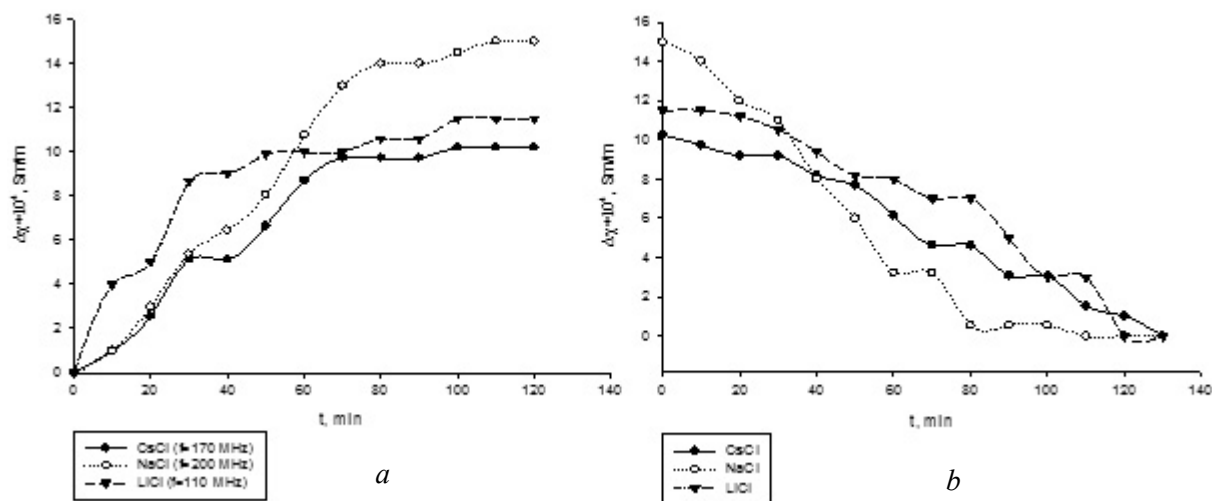 16
14
12
10
8
6
4
2
0
Δχ*10⁴, Sm/m
0 20 40 60 80 100 120 140
t, min
CsCl (f=170 MHz)
NaCl (f=200 MHz)
LiCl (f=110 MHz)
a
16
14
12
10
8
6
4
2
0
Δχ*10⁴, Sm/m
0 20 40 60 80 100 120 140
t, min
CsCl
NaCl
LiCl
b